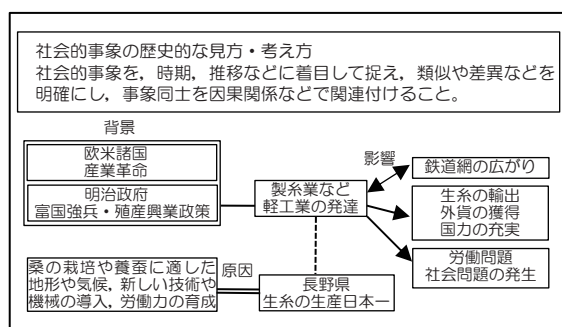 社会的事象の歴史的な見方・考え方
社会的事象を，時期，推移などに着目して捉え，類似や差異などを
明確にし，事象同士を因果関係などで関連付けること。
背景
欧米諸国
産業革命
明治政府
富国強兵・殖産興業政策
製糸業など
軽工業の発達
影響
鉄道網の広がり
生糸の輸出
外貨の獲得
国力の充実
労働問題
社会問題の発生
桑の栽培や養蚕に適した
地形や気候，新しい技術や
機械の導入，労働力の育成
原因
長野県
生糸の生産日本一